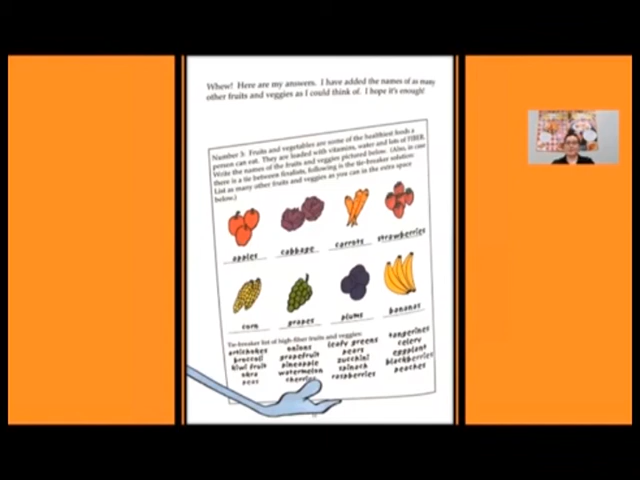 Whew! Here are my answers. I have added the names of as many
other fruits and veggies as I could think of. I hope it's enough!
Number 3: Fruits and vegetables are some of the healthiest foods a
person can eat. They are loaded with vitamins, water and lots of FIBER.
Write the names of the fruits and veggies pictured below. (Also, in case
there is a tie between finalists, following is the tie-breaker solution:
List as many other fruits and veggies as you can in the extra space
below.)
apples cabbage carrots strawberries
corn grapes plums bananas
Tie-breaker list of high-fiber fruits and veggies:
artichokes onions leafy greens tangerines
broccoli grapefruit pears celery
kiwi fruit pineapple zucchini eggplant
okra watermelon spinach blackberries
peas cherries raspberries peaches